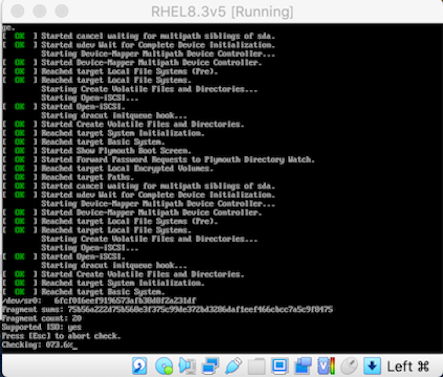 RHEL8.3v5 [Running]
ge.
[  OK  ] Started cancel waiting for multipath siblings of sda.
[  OK  ] Started udev Wait for Complete Device Initialization.
Starting Device-Mapper Multipath Device Controller...
[  OK  ] Started Device-Mapper Multipath Device Controller.
[  OK  ] Reached target Local File Systems (Pre).
[  OK  ] Reached target Local File Systems.
Starting Create Volatile Files and Directories...
Starting Open-iSCSI...
[  OK  ] Started Open-iSCSI.
Starting dracut initqueue hook...
[  OK  ] Started Create Volatile Files and Directories.
[  OK  ] Reached target System Initialization.
[  OK  ] Reached target Basic System.
[  OK  ] Started Show Plymouth Boot Screen.
[  OK  ] Started Forward Password Requests to Plymouth Directory Watch.
[  OK  ] Reached target Local Encrypted Volumes.
[  OK  ] Reached target Paths.
[  OK  ] Started cancel waiting for multipath siblings of sda.
[  OK  ] Started udev Wait for Complete Device Initialization.
Starting Device-Mapper Multipath Device Controller...
[  OK  ] Started Device-Mapper Multipath Device Controller.
[  OK  ] Reached target Local File Systems (Pre).
[  OK  ] Reached target Local File Systems.
Starting Create Volatile Files and Directories...
Starting Open-iSCSI...
[  OK  ] Started Open-iSCSI.
Starting dracut initqueue hook...
[  OK  ] Started Create Volatile Files and Directories.
[  OK  ] Reached target System Initialization.
[  OK  ] Reached target Basic System.
/dev/sr0:
Fragment sums:
Fragment count: 20
Supported ISO: yes
Press [Esc] to abort check.
Checking: 073.6%_
Left ⌘